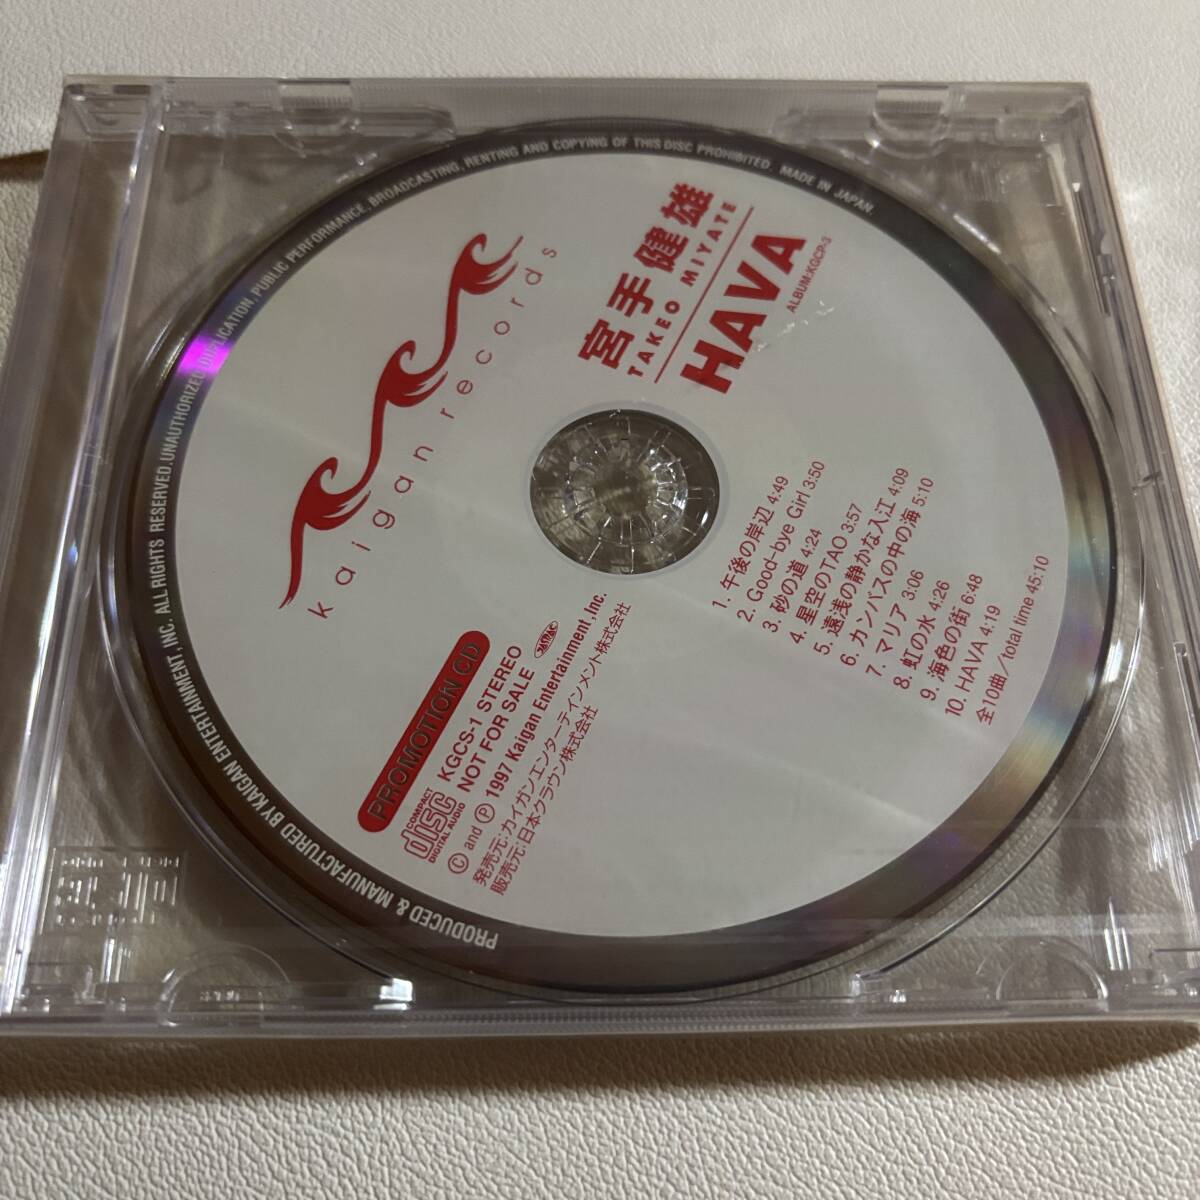 宮手健雄
TAKEO MIYATE
HAVA
ALBUM:KGCP-3
kaigan records
1. 午後の岸辺 4:49
2. Good-bye Girl 3:50
3. 砂の道 4:24
4. 星空のTAO 3:57
5. 遠浅の静かな入江 4:09
6. カンバスの中の海 5:10
7. マリア 3:06
8. 虹の水 4:26
9. 海色の街 6:48
10. HAVA 4:19
全10曲/total time 45:10
PROMOTION CD
KGCS-1 STEREO
NOT FOR SALE
COMPACT
disc
DIGITAL AUDIO
Ⓒ and Ⓟ 1997 Kaigan Entertainment,Inc.
発売元:カイガンエンターテインメント株式会社
販売元:日本クラウン株式会社
PRODUCED & MANUFACTURED BY KAIGAN ENTERTAINMENT, INC. ALL RIGHTS RESERVED.UNAUTHORIZED DUPLICATION, PUBLIC PERFORMANCE, BROADCASTING, RENTING AND COPYING OF THIS DISC PROHIBITED. MADE IN JAPAN.